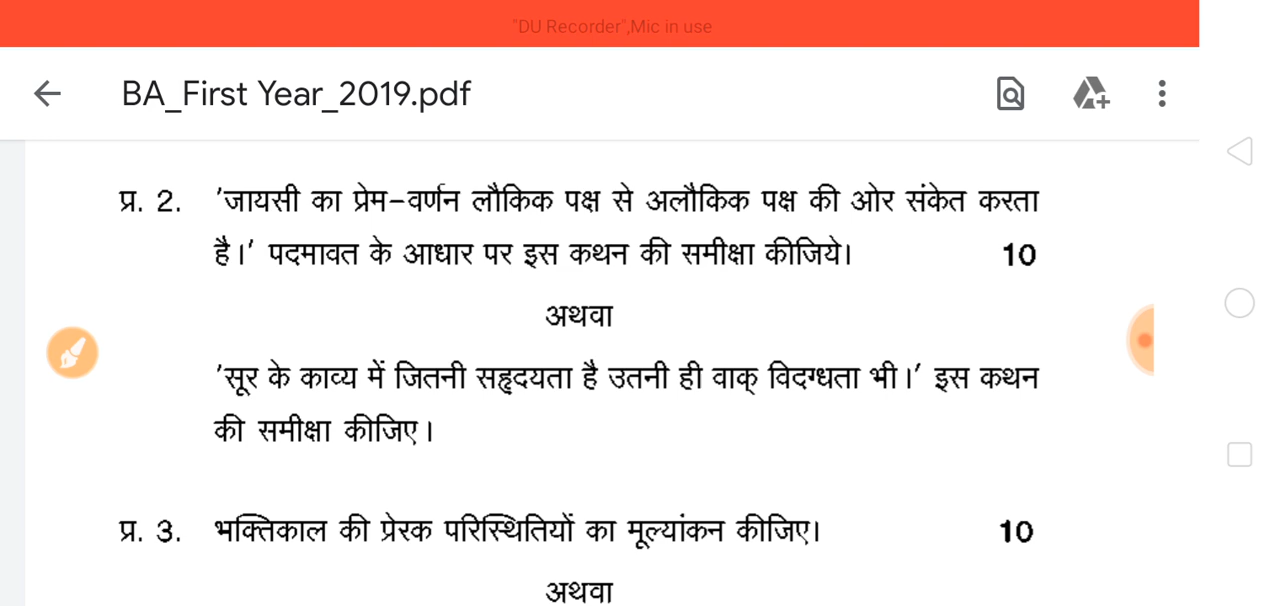 "DU Recorder",Mic in use
BA_First Year_2019.pdf
प्र. 2. 'जायसी का प्रेम-वर्णन लौकिक पक्ष से अलौकिक पक्ष की ओर संकेत करता
है।' पदमावत के आधार पर इस कथन की समीक्षा कीजिये। 10
अथवा
'सूर के काव्य में जितनी सहृदयता है उतनी ही वाक् विदग्धता भी।' इस कथन
की समीक्षा कीजिए।
प्र. 3. भक्तिकाल की प्रेरक परिस्थितियों का मूल्यांकन कीजिए। 10
अथवा